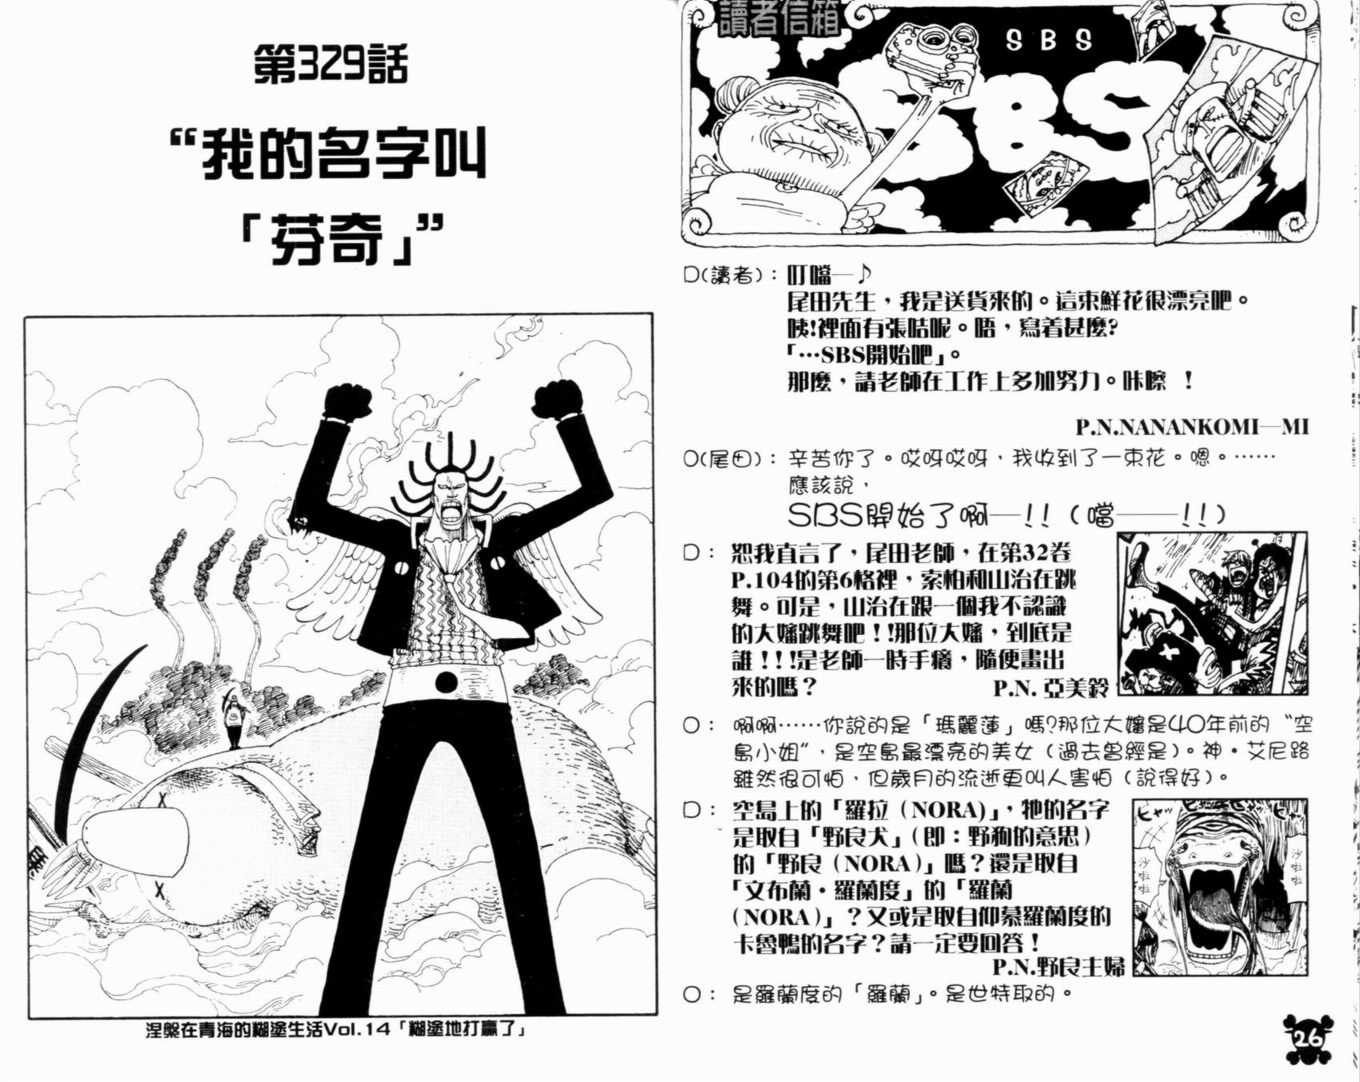 讀者信箱
SBS
SBS
D(讀者)：叮噹—♪
尾田先生，我是送貨來的。這束鮮花很漂亮吧。
咦!裡面有張咭呢。唔，寫着甚麼?
「…SBS開始吧」。
那麼，請老師在工作上多加努力。咔嚓 ！
P.N.NANANKOMI—MI
O(尾田)：辛苦你了。哎呀哎呀，我收到了一束花。嗯。……
應該說，
SBS開始了啊—!!（噹——!!）
D：恕我直言了，尾田老師，在第32卷
P.104的第6格裡，索柏和山治在跳
舞。可是，山治在跟一個我不認識
的大嬸跳舞吧!!那位大嬸，到底是
誰!!!是老師一時手癢，隨便畫出
來的嗎？ P.N. 亞美鈴
O：啊啊……你說的是「瑪麗蓮」嗎?那位大嬸是40年前的“空
島小姐”，是空島最漂亮的美女（過去曾經是）。神・艾尼路
雖然很可怕，但歲月的流逝更叫人害怕（說得好）。
D：空島上的「羅拉（NORA)」，牠的名字
是取自「野良犬」(即：野狗的意思）
的「野良（NORA）」嗎？還是取自
「文布蘭・羅蘭度」的「羅蘭
(NORA)」？又或是取自仰慕羅蘭度的
卡魯鴨的名字？請一定要回答！
P.N.野良主婦
O：是羅蘭度的「羅蘭」。是世特取的。
ヒャッ
ヒャヒャヒャ
沙啦啦
沙啦啦
26
第329話
“我的名字叫
「芬奇」”
涅槃在青海的糊塗生活Vol.14「糊塗地打贏了」